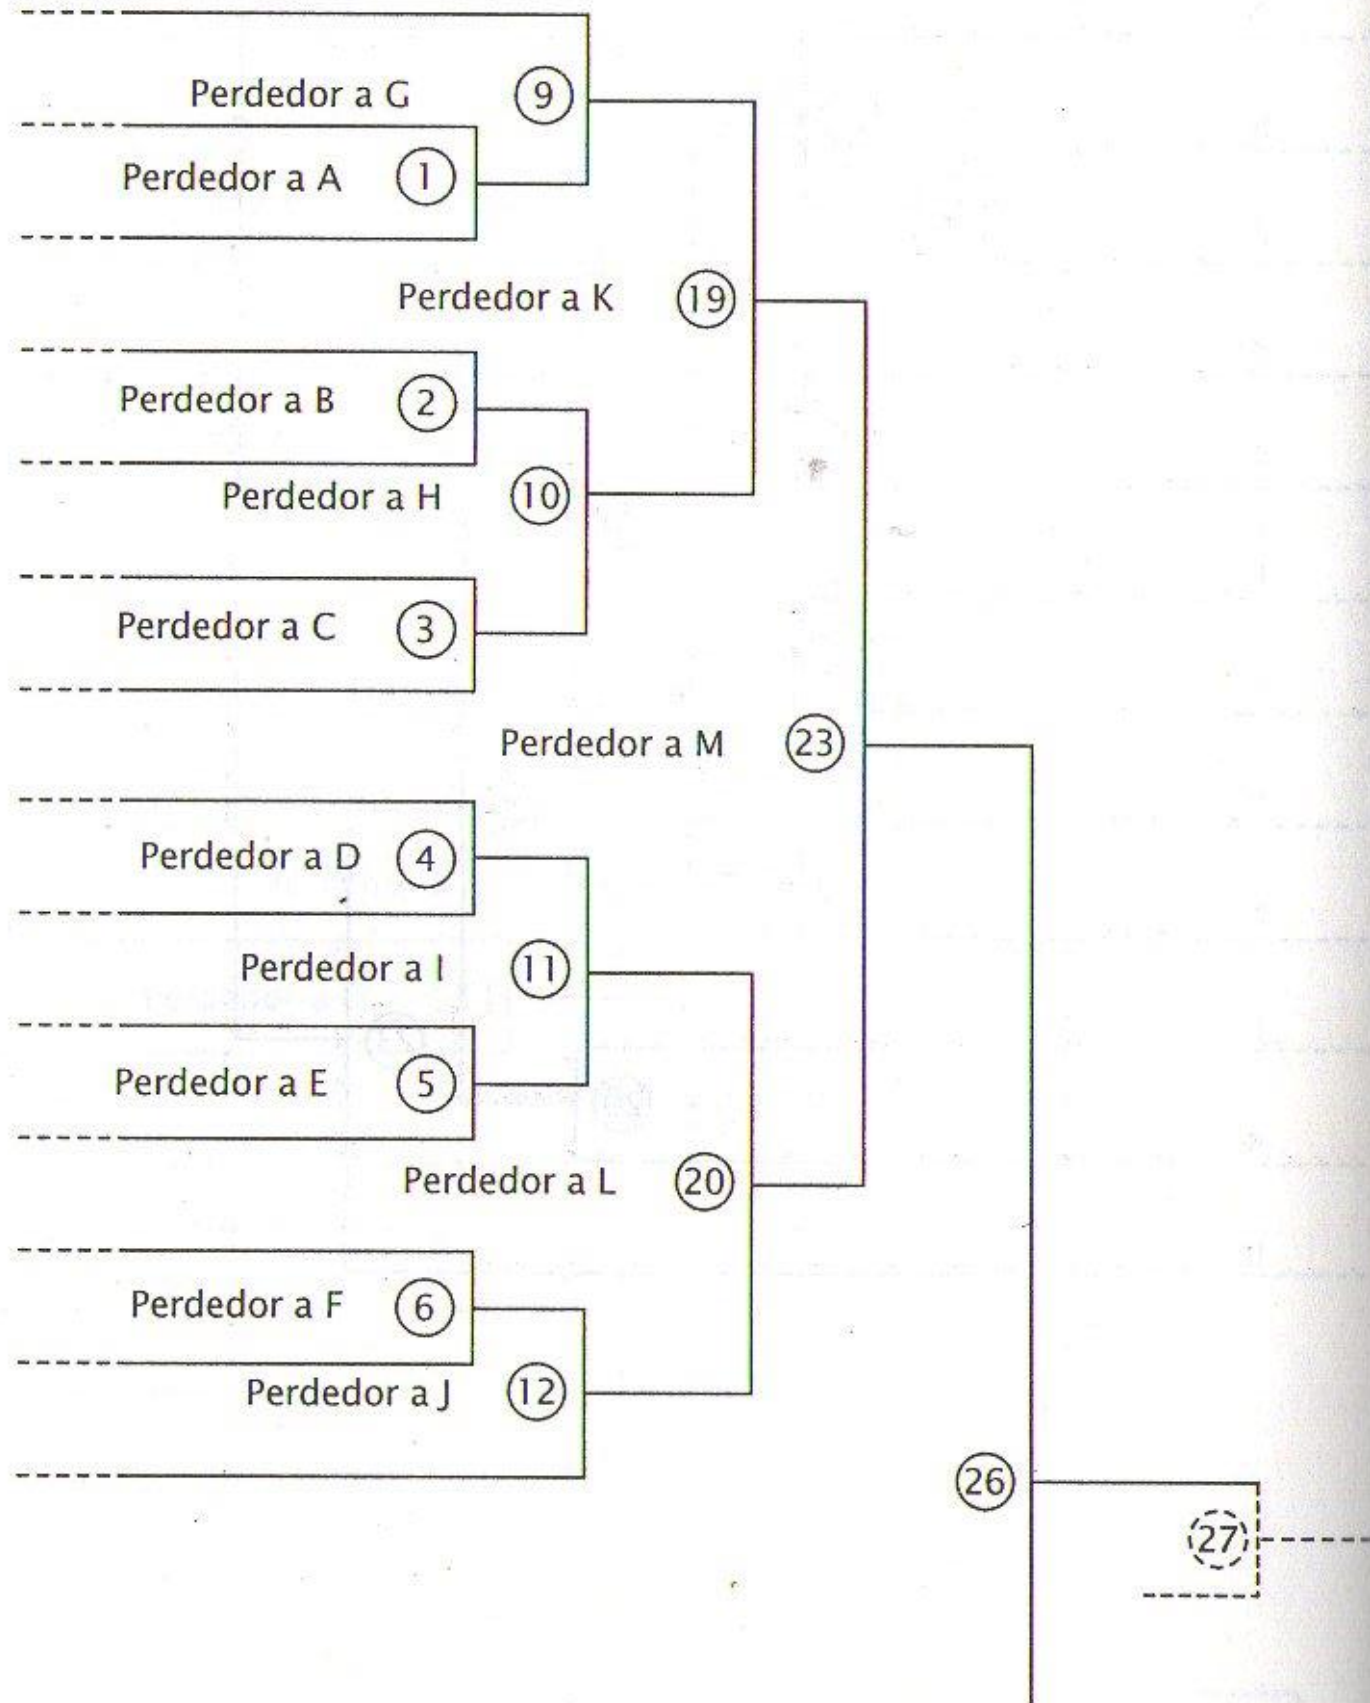 Perdedor a G 9
Perdedor a A 1
Perdedor a K 19
Perdedor a B 2
Perdedor a H 10
Perdedor a C 3
Perdedor a M 23
Perdedor a D 4
Perdedor a I 11
Perdedor a E 5
Perdedor a L 20
Perdedor a F 6
Perdedor a J 12
26
27